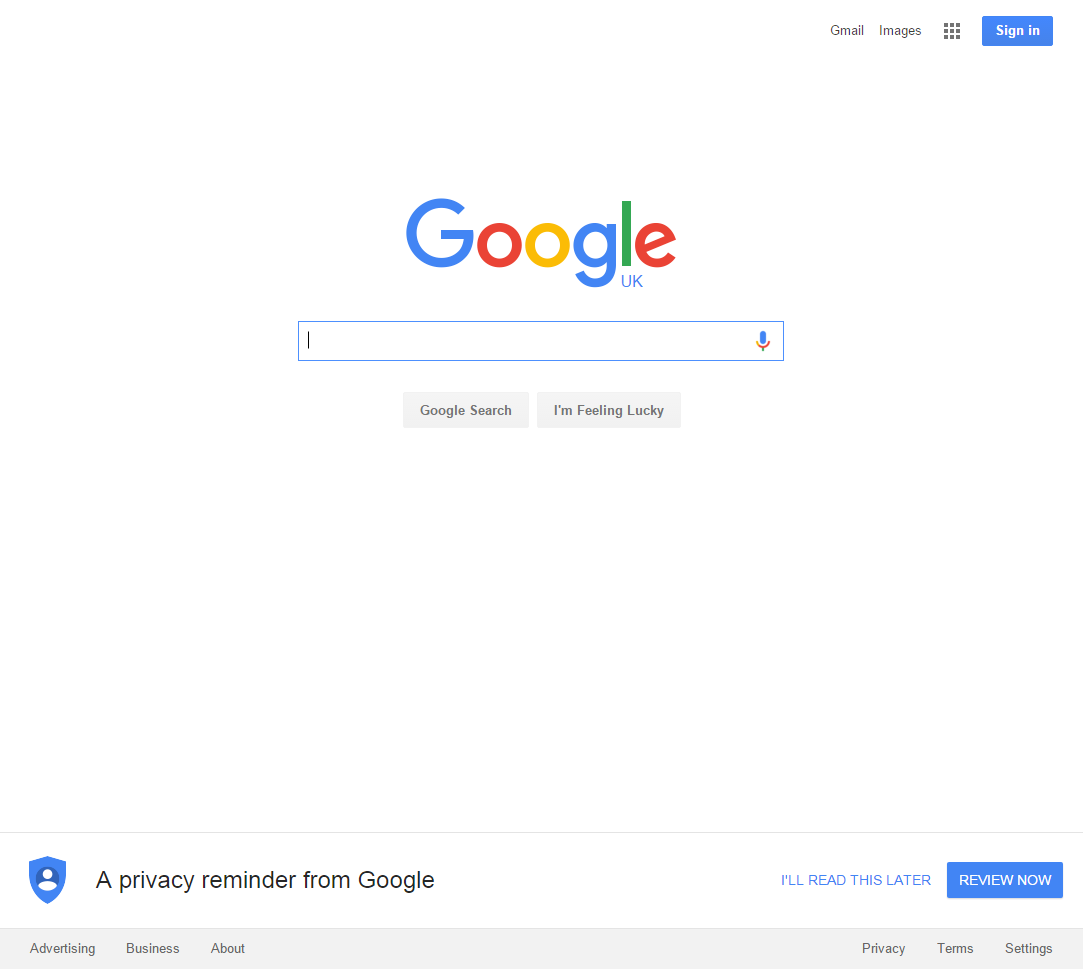 Gmail Images Sign in
Google
UK
Google Search I'm Feeling Lucky
A privacy reminder from Google I'LL READ THIS LATER REVIEW NOW
Advertising Business About Privacy Terms Settings